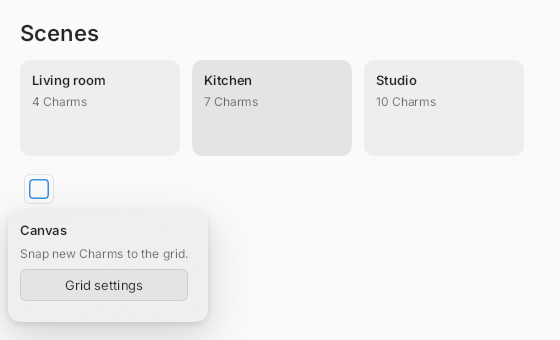 Scenes
Living room
4 Charms
Kitchen
7 Charms
Studio
10 Charms
Canvas
Snap new Charms to the grid.
Grid settings